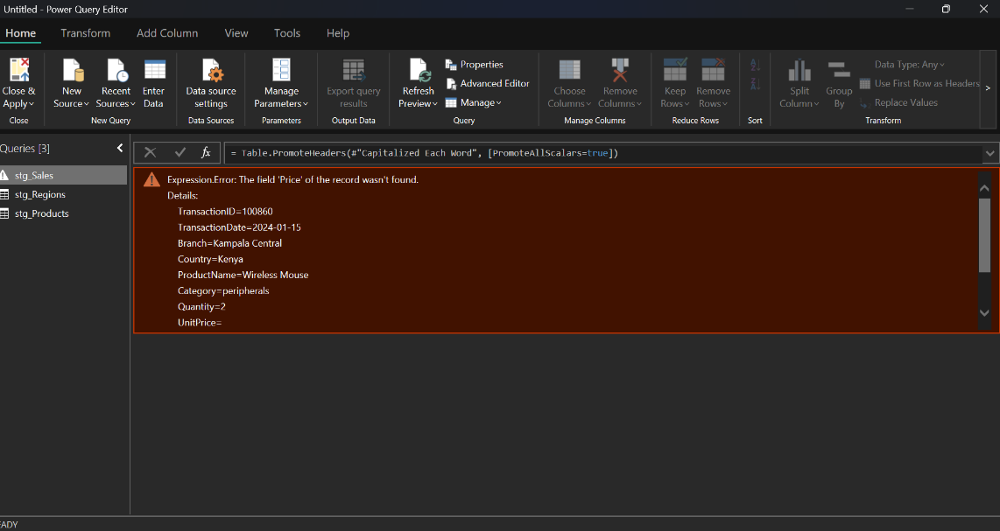 Untitled - Power Query Editor
Home Transform Add Column View Tools Help
Close & Apply
New Source
Recent Sources
Enter Data
Data source settings
Manage Parameters
Export query results
Refresh Preview
Properties
Advanced Editor
Manage
Choose Columns
Remove Columns
Keep Rows
Remove Rows
Split Column
Group By
Data Type: Any
Use First Row as Headers
Replace Values
Close New Query Data Sources Parameters Output Data Query Manage Columns Reduce Rows Sort Transform
Queries [3]
stg_Sales
stg_Regions
stg_Products
fx
= Table.PromoteHeaders(#"Capitalized Each Word", [PromoteAllScalars=true])
Expression.Error: The field 'Price' of the record wasn't found.
Details:
TransactionID=100860
TransactionDate=2024-01-15
Branch=Kampala Central
Country=Kenya
ProductName=Wireless Mouse
Category=peripherals
Quantity=2
UnitPrice=
EADY